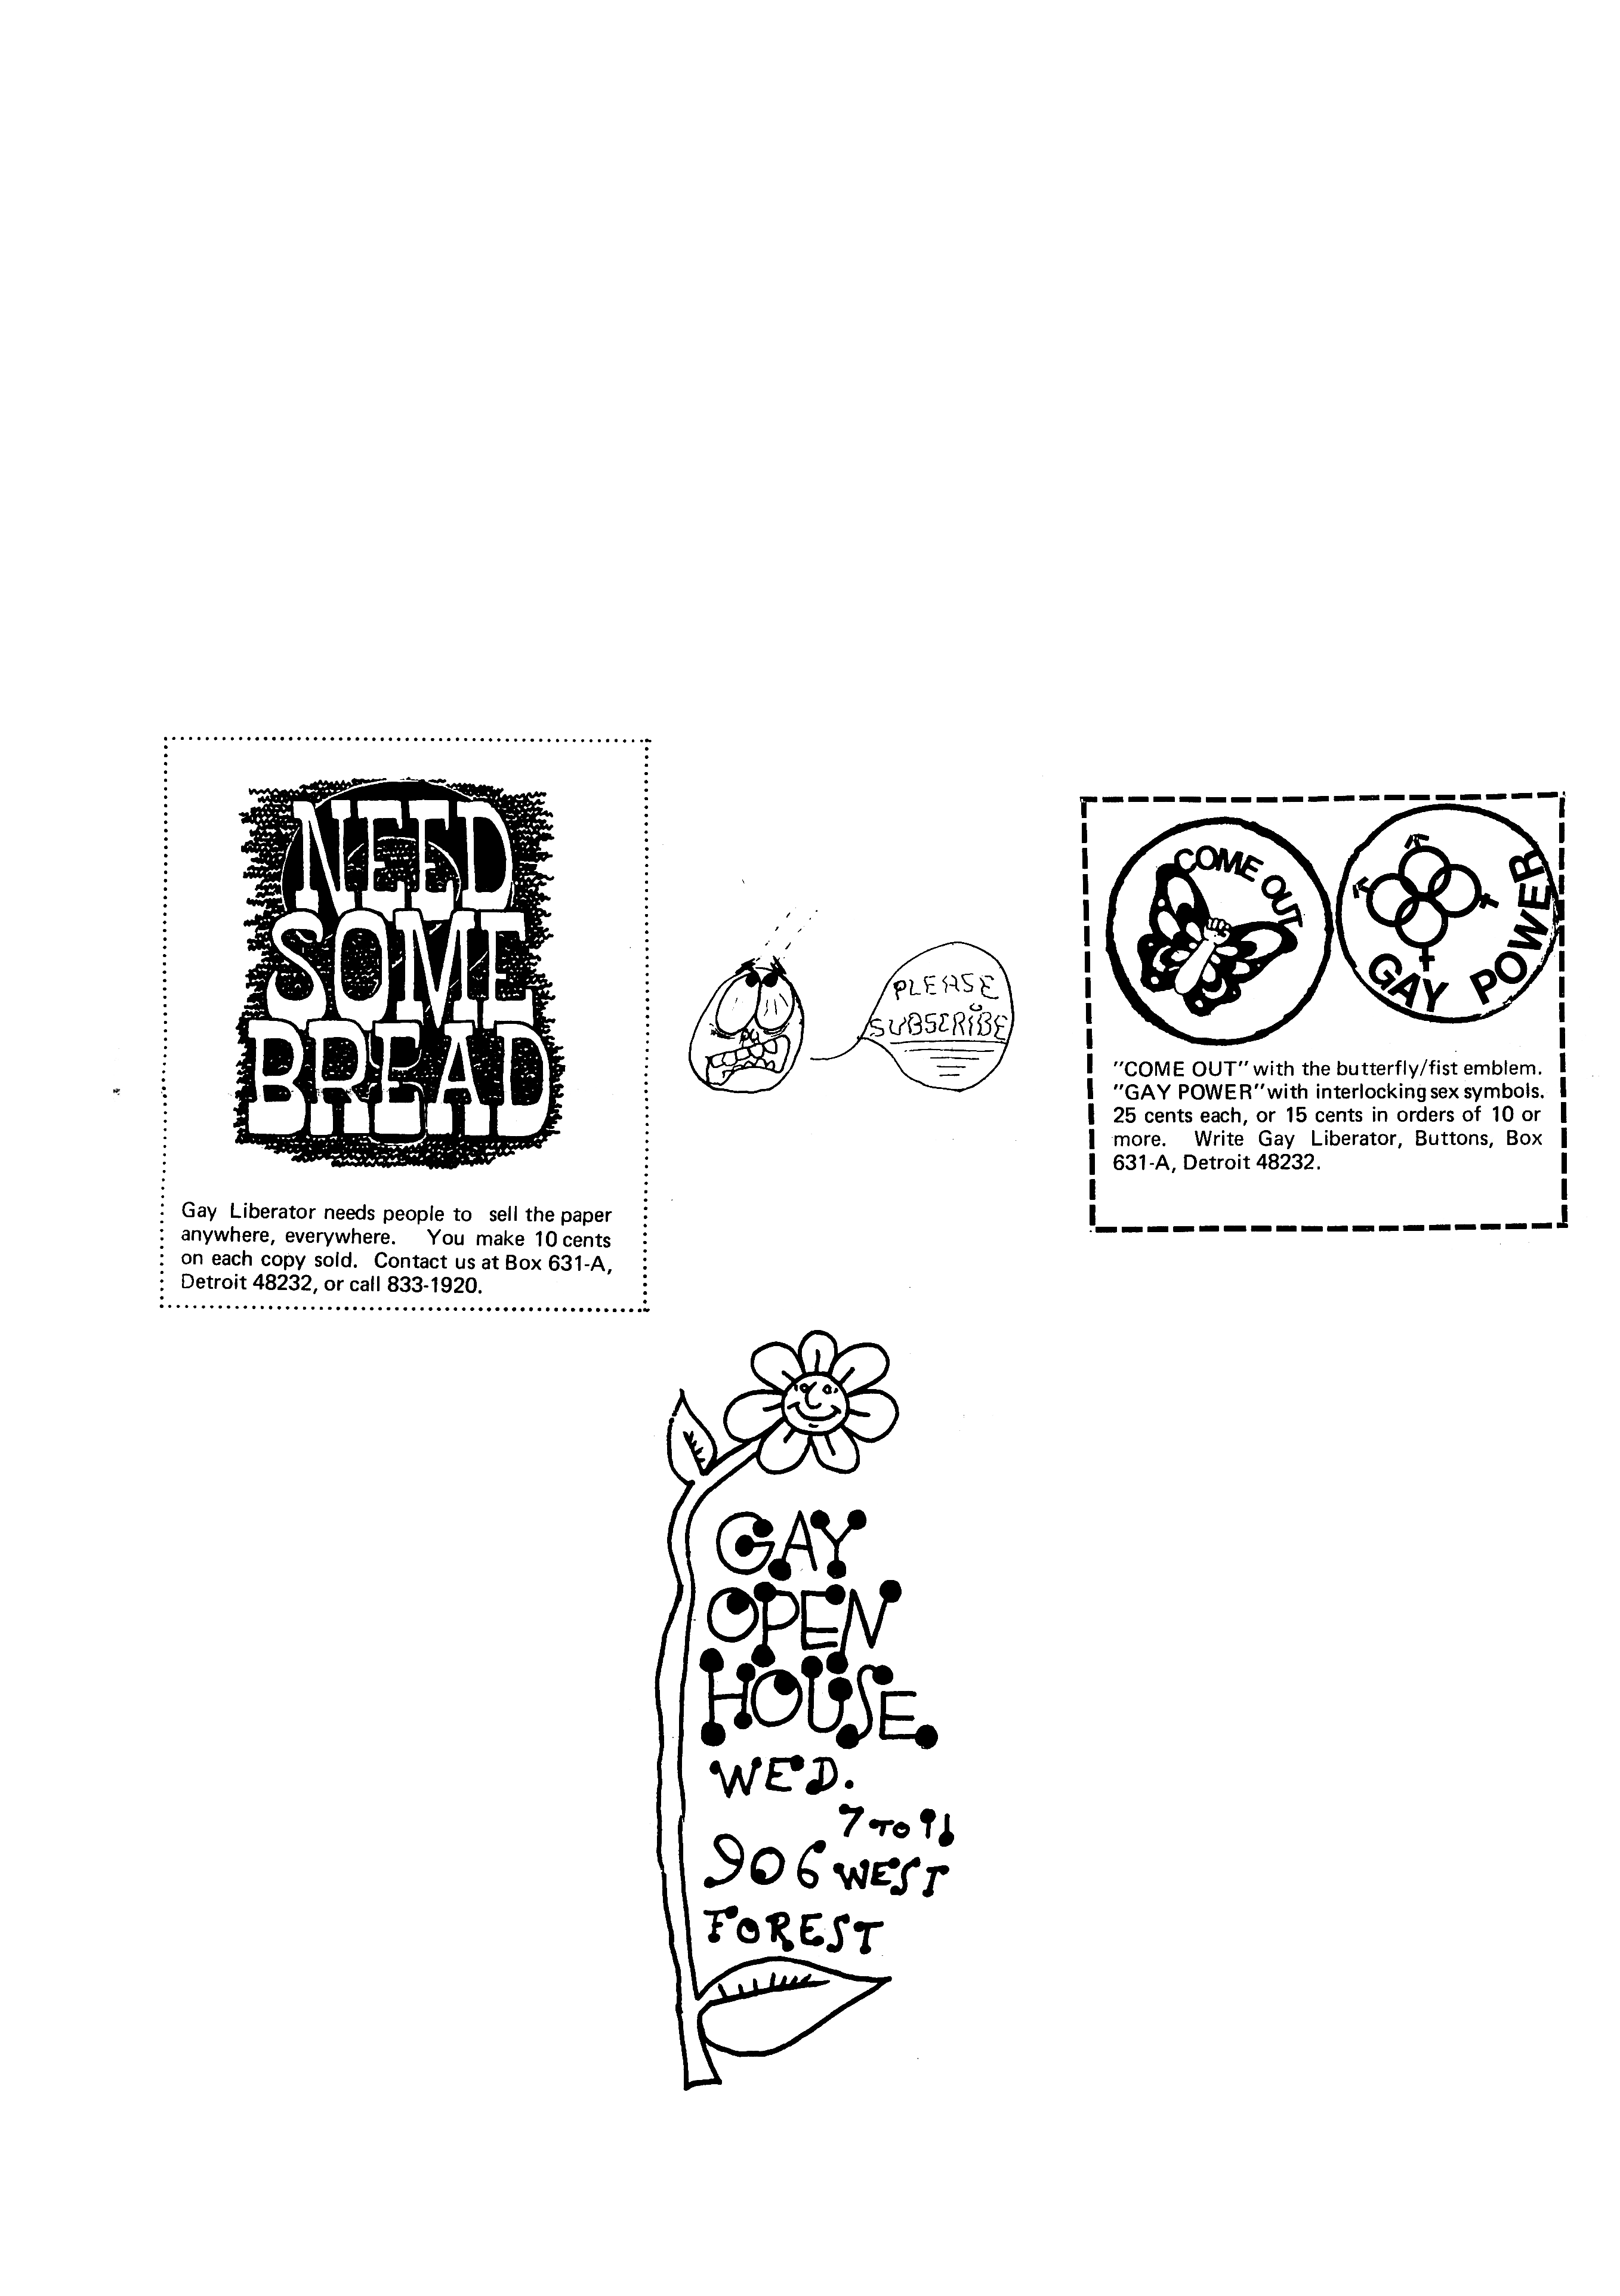 NEED
SOME
BREAD
Gay Liberator needs people to sell the paper
anywhere, everywhere. You make 10 cents
on each copy sold. Contact us at Box 631-A,
Detroit 48232, or call 833-1920.
PLEASE
SUBSCRIBE
COME OUT
GAY POWER
"COME OUT" with the butterfly/fist emblem.
"GAY POWER" with interlocking sex symbols.
25 cents each, or 15 cents in orders of 10 or
more. Write Gay Liberator, Buttons, Box
631-A, Detroit 48232.
GAY
OPEN
HOUSE
WED.
7 TO
906 WEST
FOREST